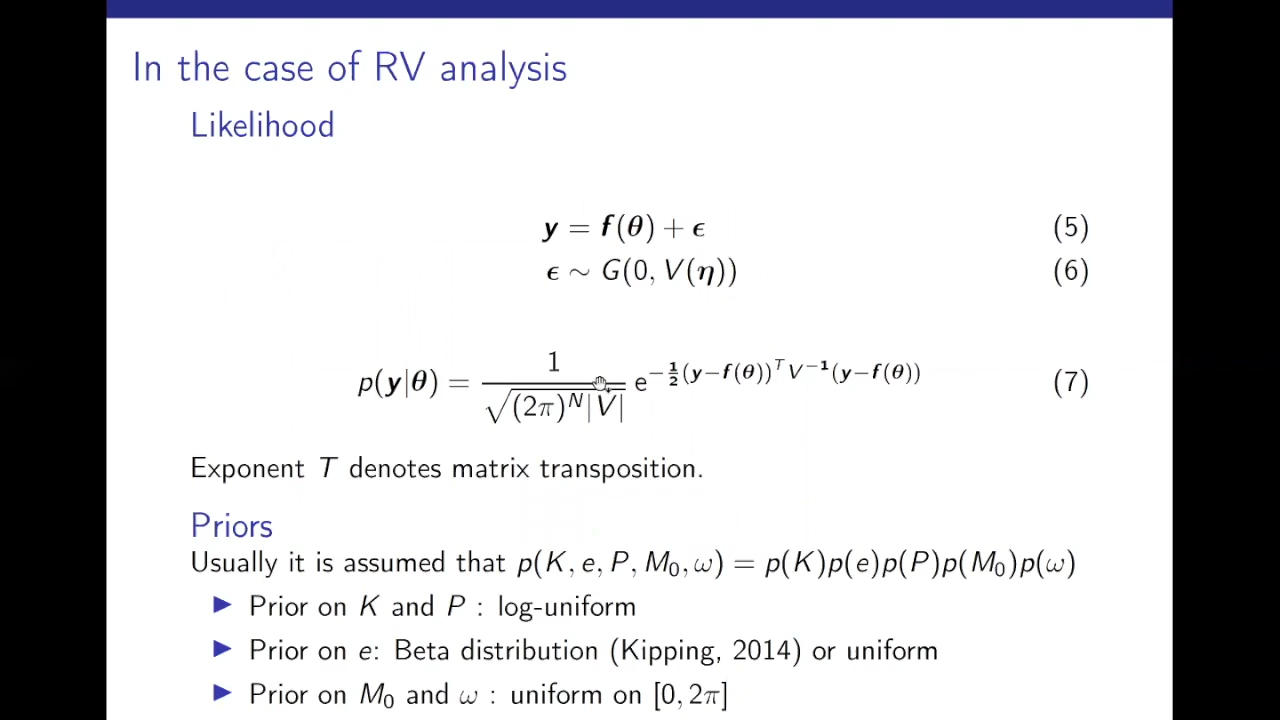 In the case of RV analysis
Likelihood
y = f(θ) + ϵ (5)
ϵ ∼ G(0, V(η)) (6)
p(y|θ) = 1 / √((2π)^N |V|) e^{−½(y−f(θ))^T V^{−1}(y−f(θ))} (7)
Exponent T denotes matrix transposition.
Priors
Usually it is assumed that p(K, e, P, M₀, ω) = p(K)p(e)p(P)p(M₀)p(ω)
▶ Prior on K and P : log-uniform
▶ Prior on e: Beta distribution (Kipping, 2014) or uniform
▶ Prior on M₀ and ω : uniform on [0, 2π]